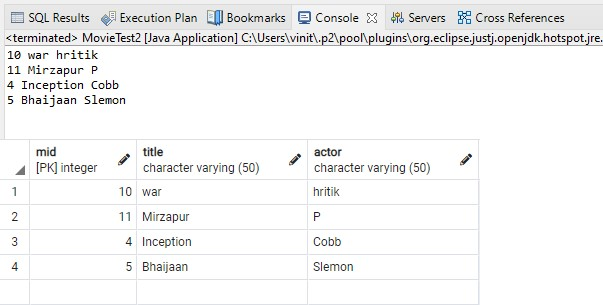 SQL Results Execution Plan Bookmarks Console Servers Cross References
<terminated> MovieTest2 [Java Application] C:\Users\vinit\.p2\pool\plugins\org.eclipse.justj.openjdk.hotspot.jre.
10 war hritik
11 Mirzapur P
4 Inception Cobb
5 Bhaijaan Slemon
mid title actor
[PK] integer character varying (50) character varying (50)
1 10 war hritik
2 11 Mirzapur P
3 4 Inception Cobb
4 5 Bhaijaan Slemon